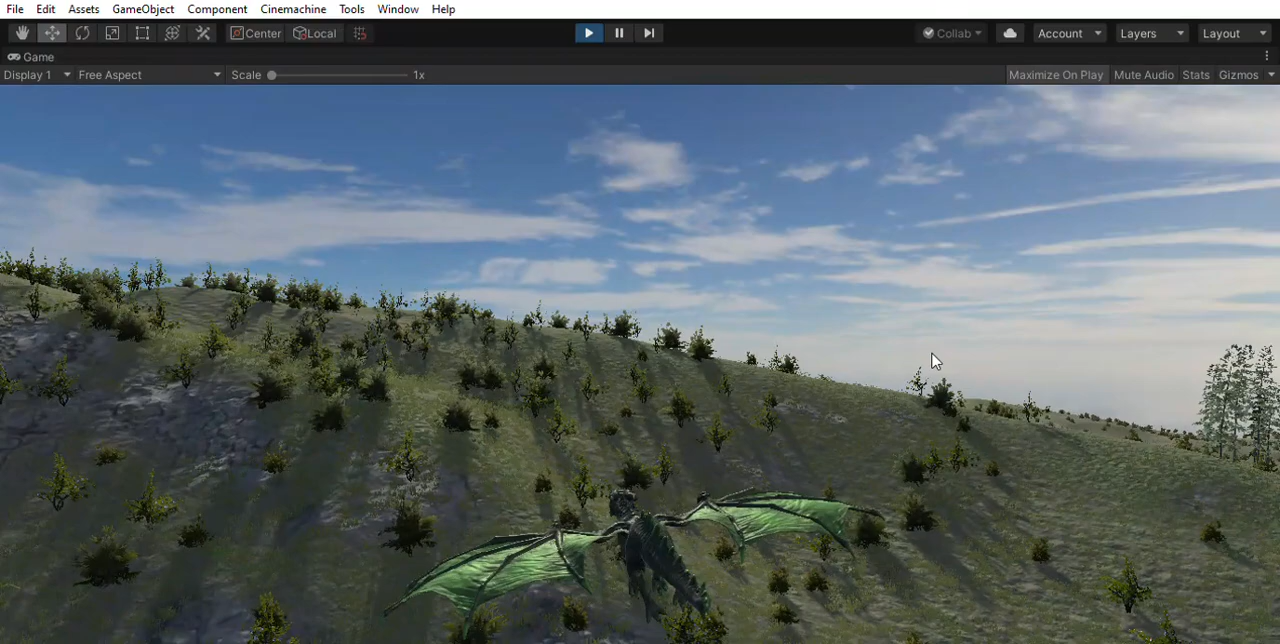 File Edit Assets GameObject Component Cinemachine Tools Window Help
Center Local Collab Account Layers Layout
Game
Display 1 Free Aspect Scale 1x Maximize On Play Mute Audio Stats Gizmos